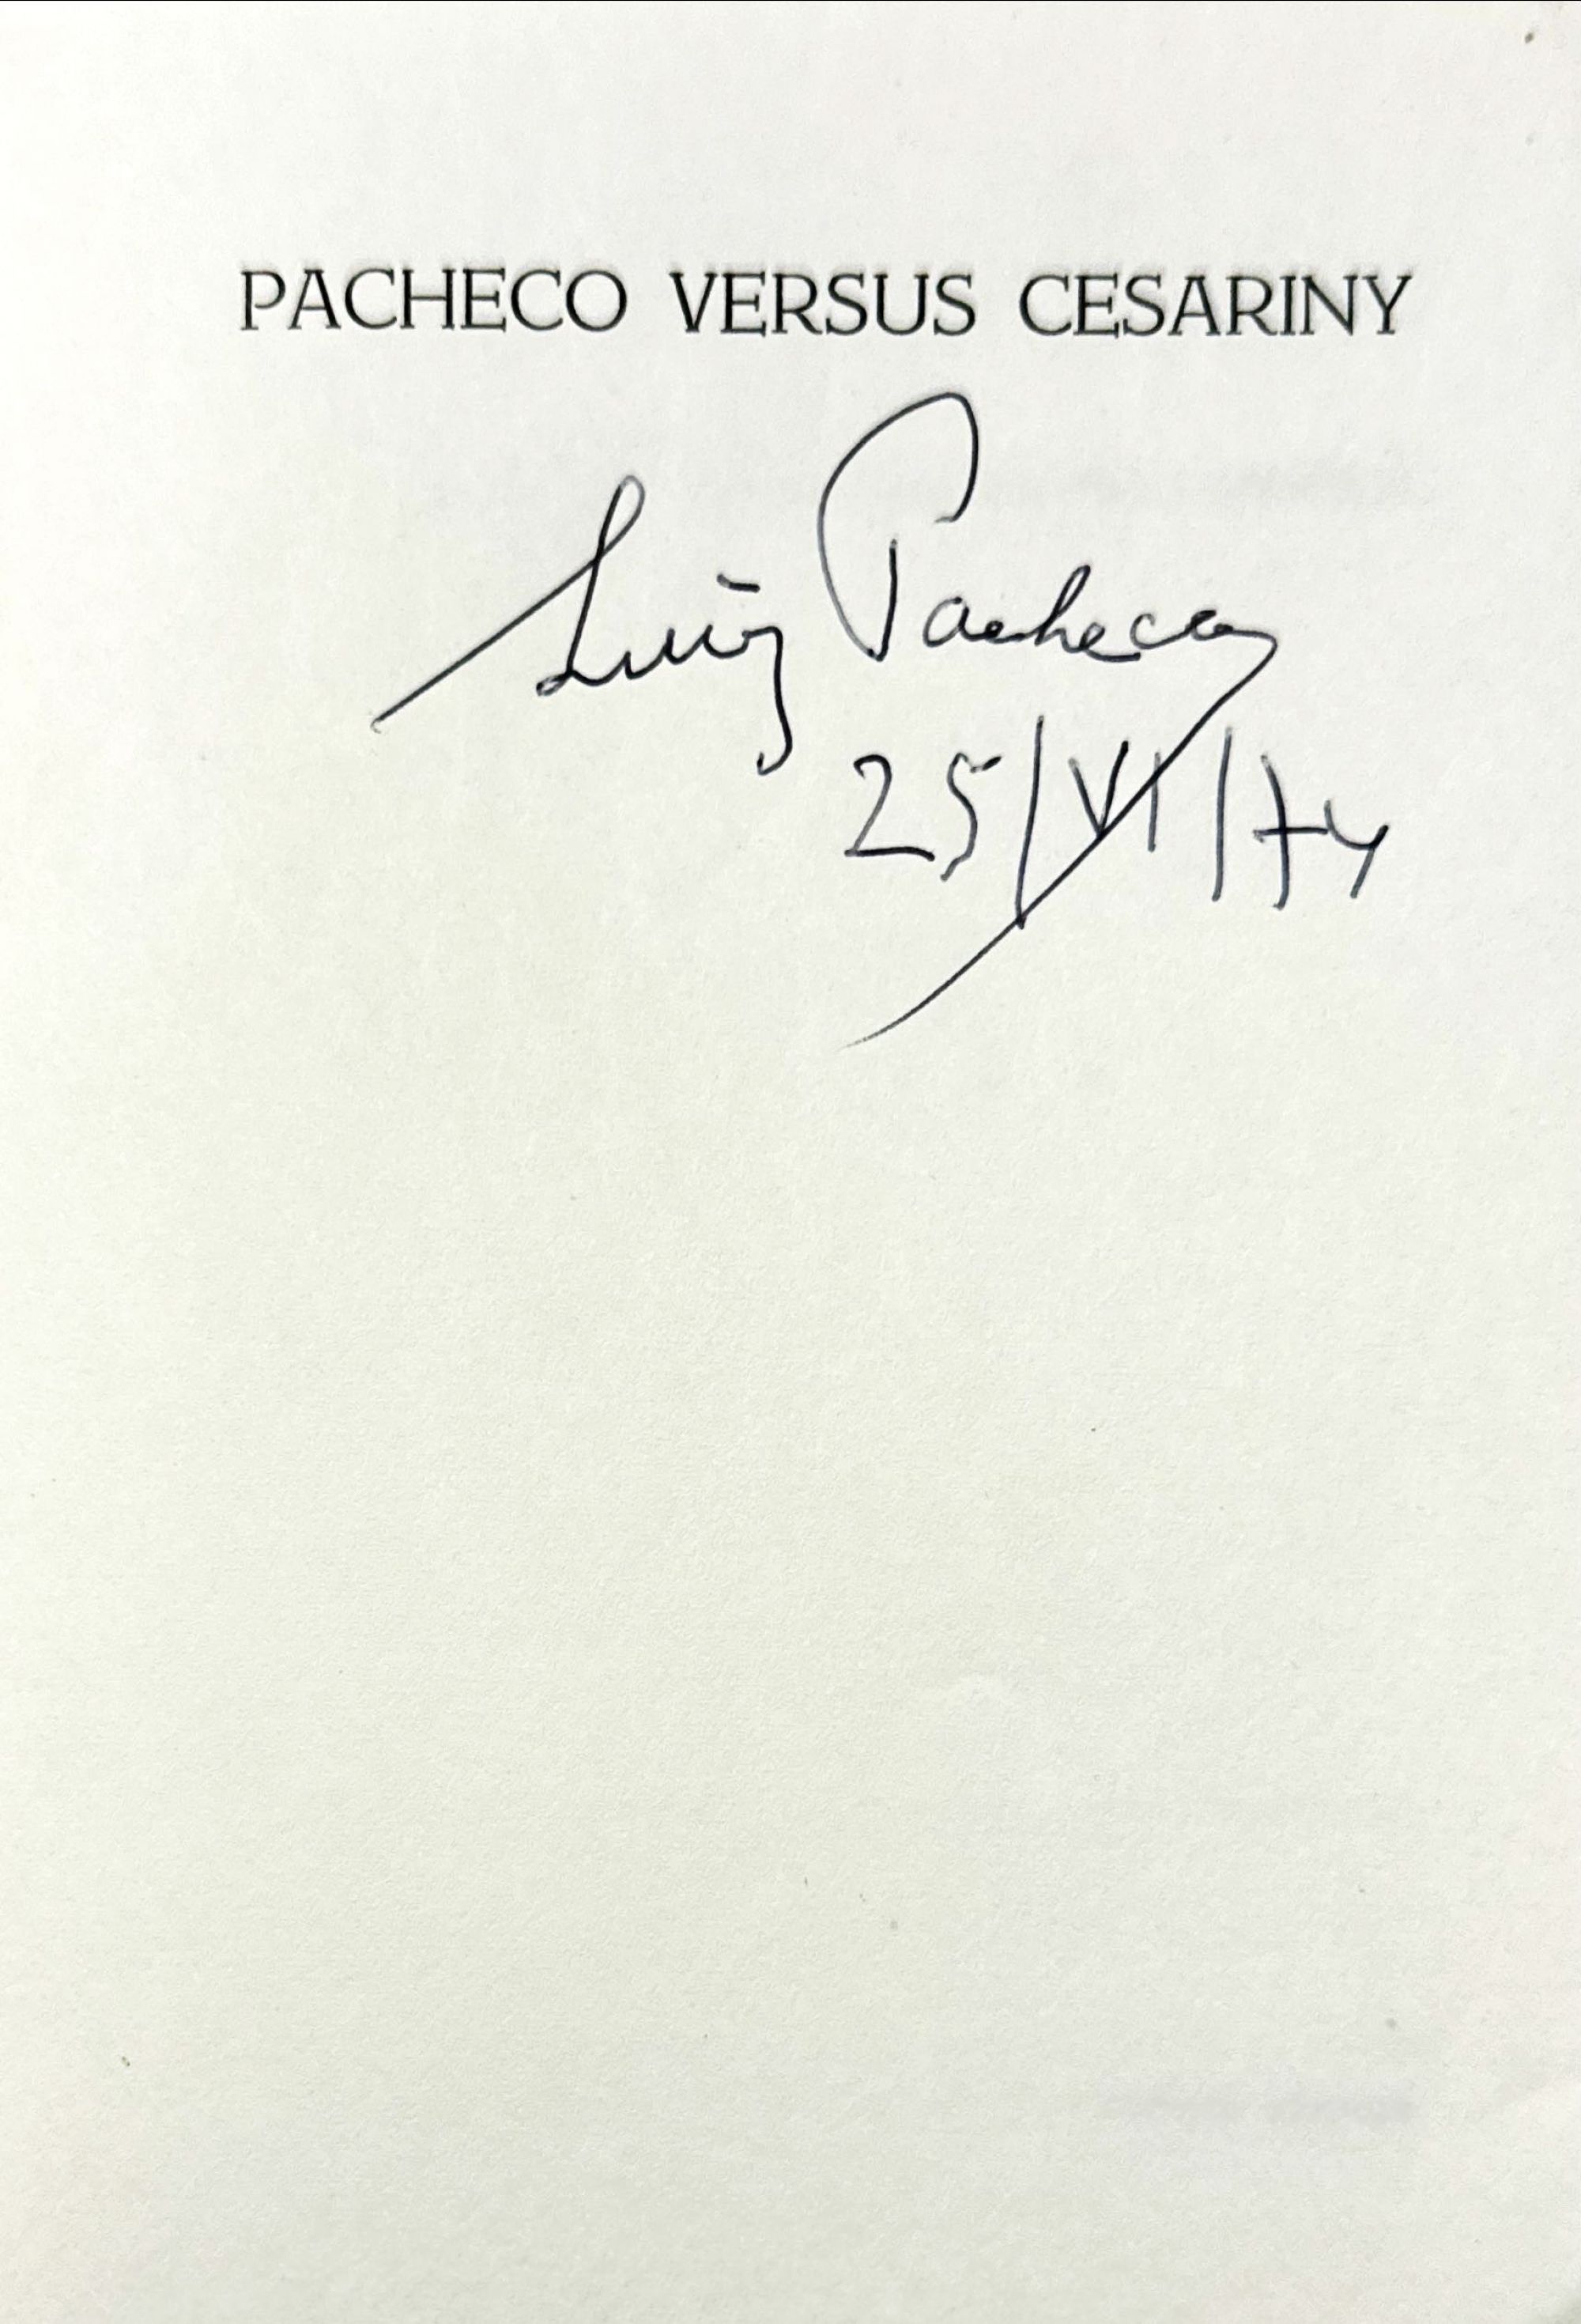 PACHECO VERSUS CESARINY
Luiz Pacheco
25/VI/74